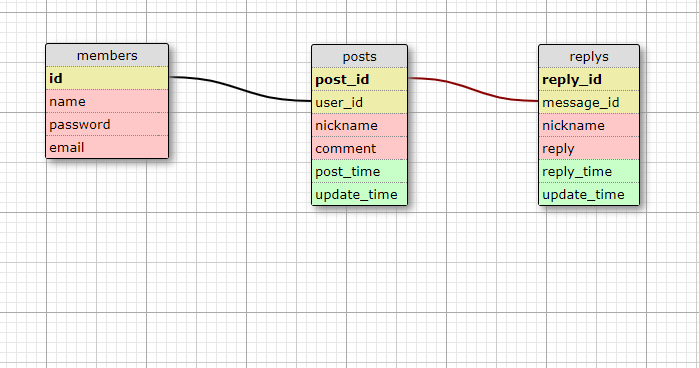 members
id
name
password
email
posts
post_id
user_id
nickname
comment
post_time
update_time
replys
reply_id
message_id
nickname
reply
reply_time
update_time